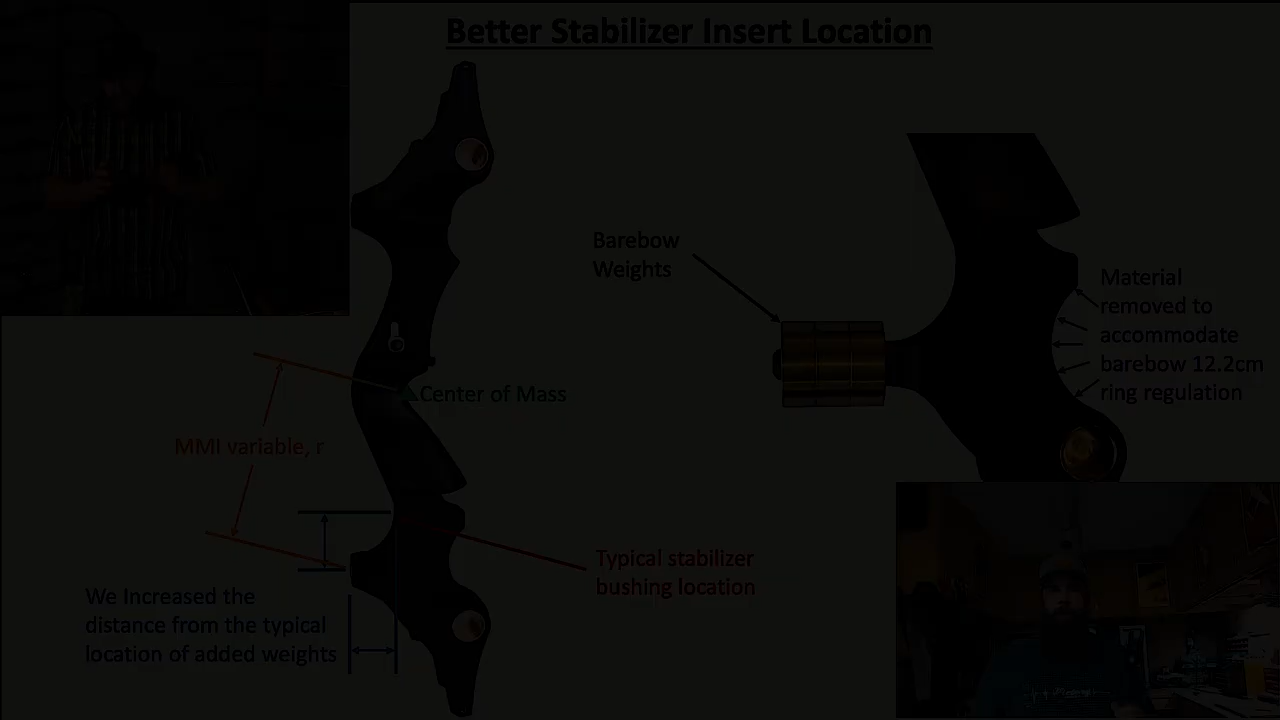 Better Stabilizer Insert Location
Barebow
Weights
Material
removed to
accommodate
barebow 12.2cm
ring regulation
Center of Mass
MMI variable, r
Typical stabilizer
bushing location
We Increased the
distance from the typical
location of added weights